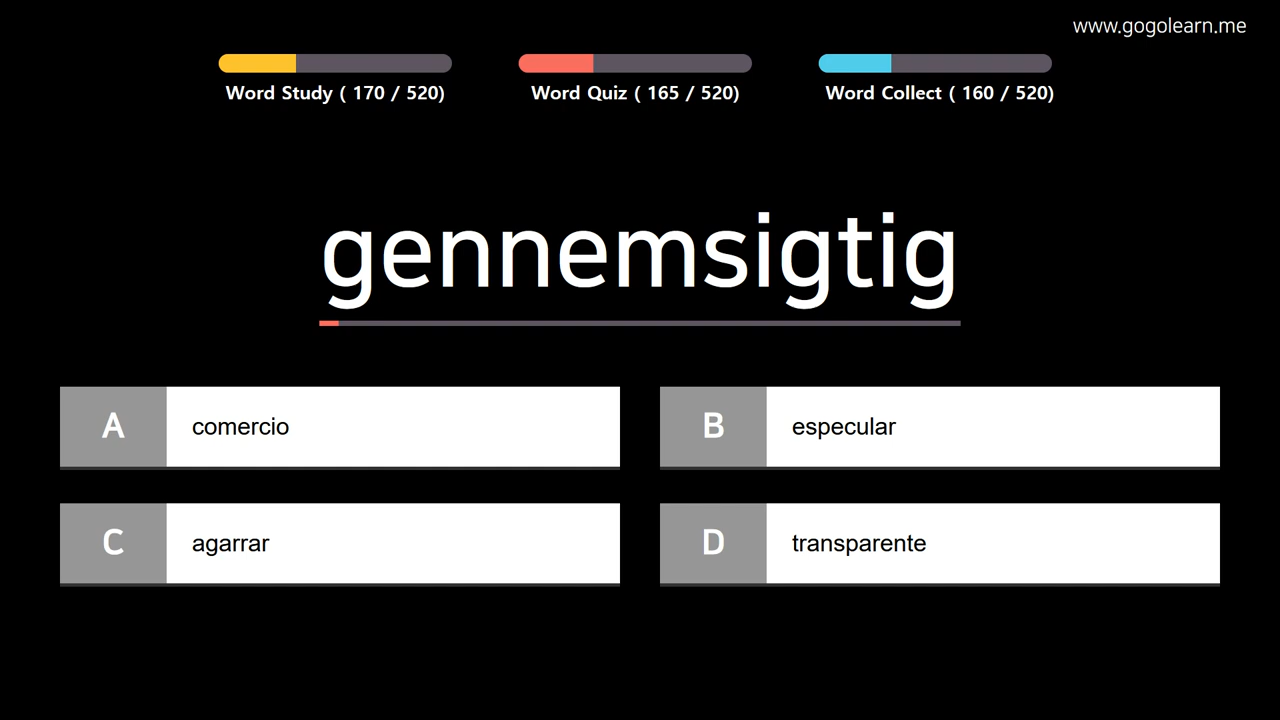 www.gogolearn.me
Word Study ( 170 / 520)
Word Quiz ( 165 / 520)
Word Collect ( 160 / 520)
gennemsigtig
A comercio
B especular
C agarrar
D transparente